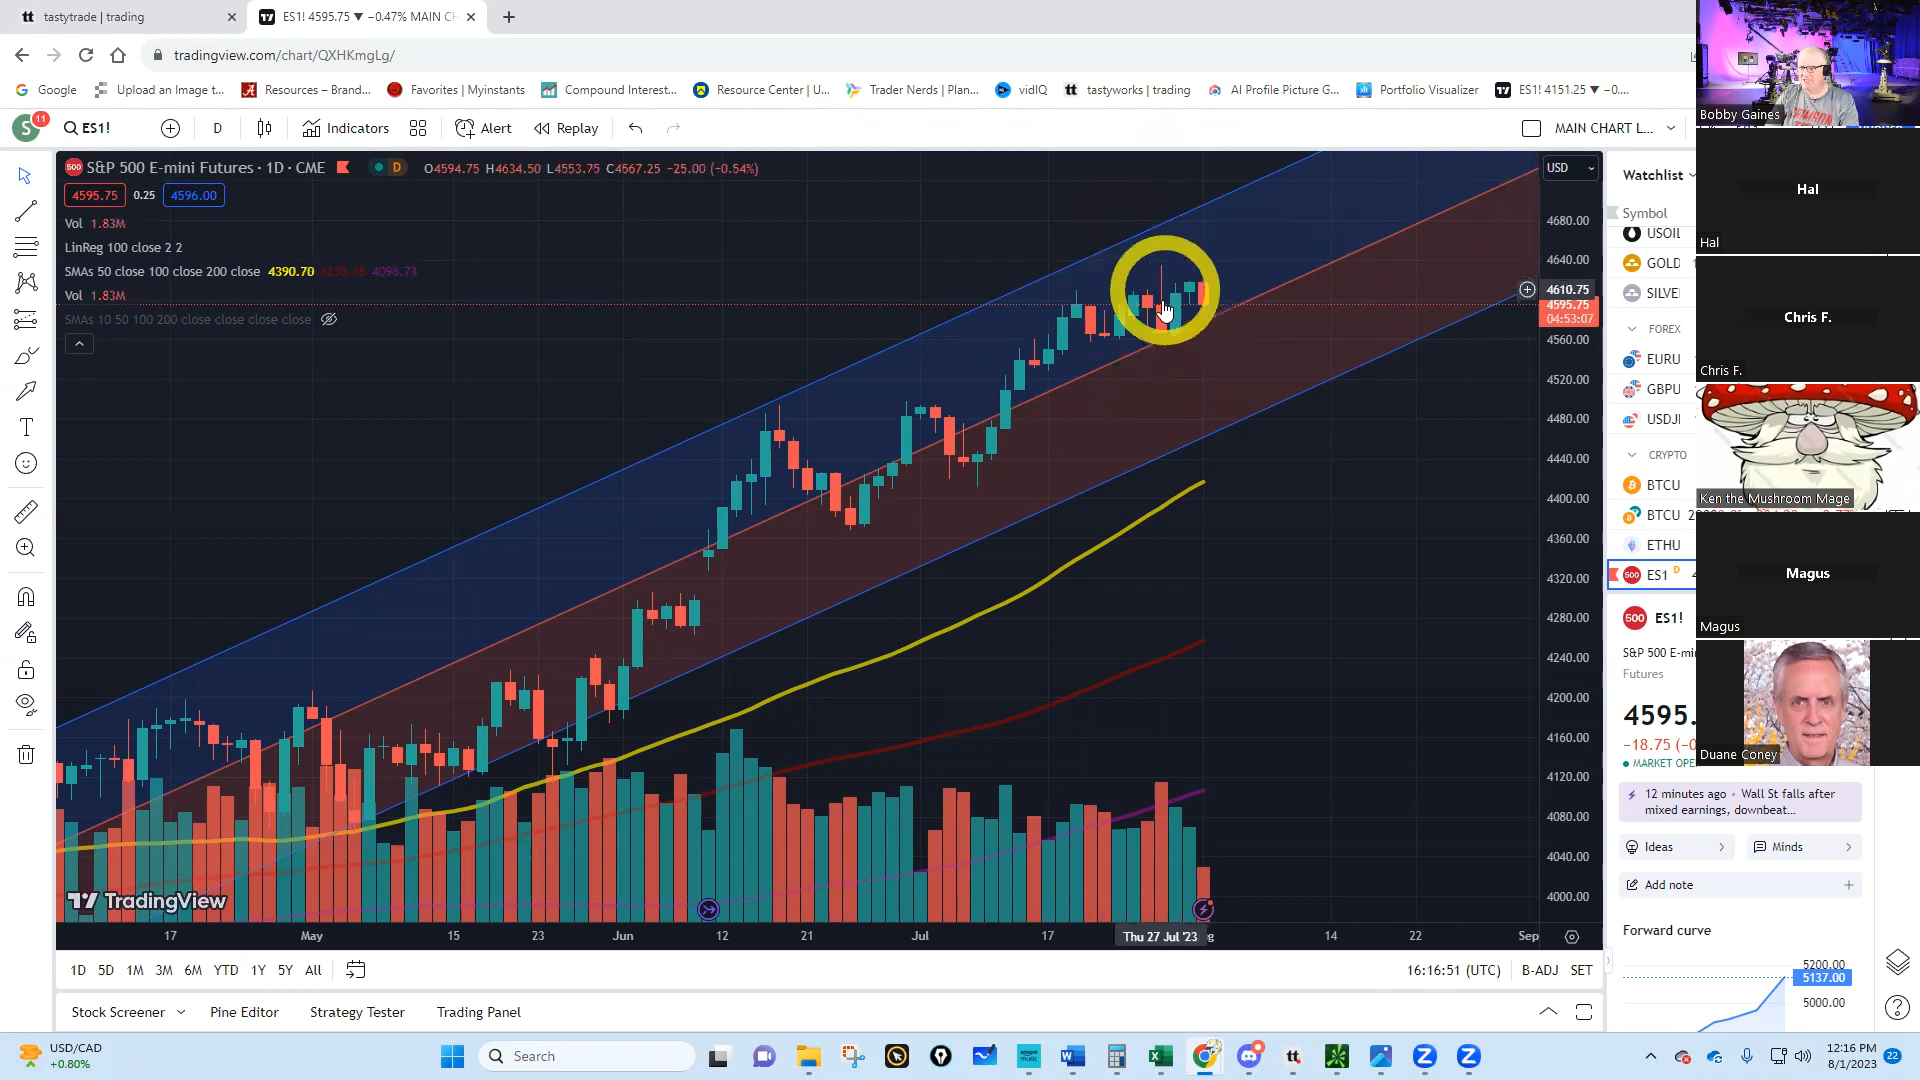 tastytrade | trading
ES1! 4595.75 ▼ −0.47% MAIN CH
tradingview.com/chart/QXHKmgLg/
Google
Upload an Image t...
Resources – Brand...
Favorites | Myinstants
Compound Interest...
Resource Center | U...
Trader Nerds | Plan...
vidIQ
tastyworks | trading
AI Profile Picture G...
Portfolio Visualizer
ES1! 4151.25 ▼ −0....
S
11
ES1!
D
Indicators
Alert
Replay
MAIN CHART L...
500
S&P 500 E-mini Futures · 1D · CME
D
O4594.75 H4634.50 L4553.75 C4567.25 −25.00 (−0.54%)
USD
4595.75
0.25
4596.00
Vol 1.83M
LinReg 100 close 2 2
SMAs 50 close 100 close 200 close 4390.70 4096.73
Vol 1.83M
SMAs 10 50 100 200 close close close close
4680.00
4640.00
4610.75
4595.75
04:53:07
4560.00
4520.00
4480.00
4440.00
4400.00
4360.00
4320.00
4280.00
4240.00
4200.00
4160.00
4120.00
4080.00
4040.00
4000.00
TradingView
17
May
15
23
Jun
12
21
Jul
17
Thu 27 Jul '23
14
22
Sep
1D 5D 1M 3M 6M YTD 1Y 5Y All
16:16:51 (UTC)
B-ADJ
SET
Stock Screener
Pine Editor
Strategy Tester
Trading Panel
Watchlist
Symbol
USOIL
GOLD
SILVE
FOREX
EURU
GBPU
USDJI
CRYPTO
BTCU
BTCU
ETHU
500 ES1 D 4
500 ES1!
S&P 500 E-mi
Futures
4595.
−18.75 (−0
MARKET OPE
12 minutes ago • Wall St falls after
mixed earnings, downbeat...
Ideas
Minds
Add note
Forward curve
5200.00
5137.00
5000.00
Bobby Gaines
Hal
Hal
Chris F.
Chris F.
Ken the Mushroom Mage
Magus
Magus
Duane Coney
USD/CAD
+0.80%
Search
12:16 PM
8/1/2023
22